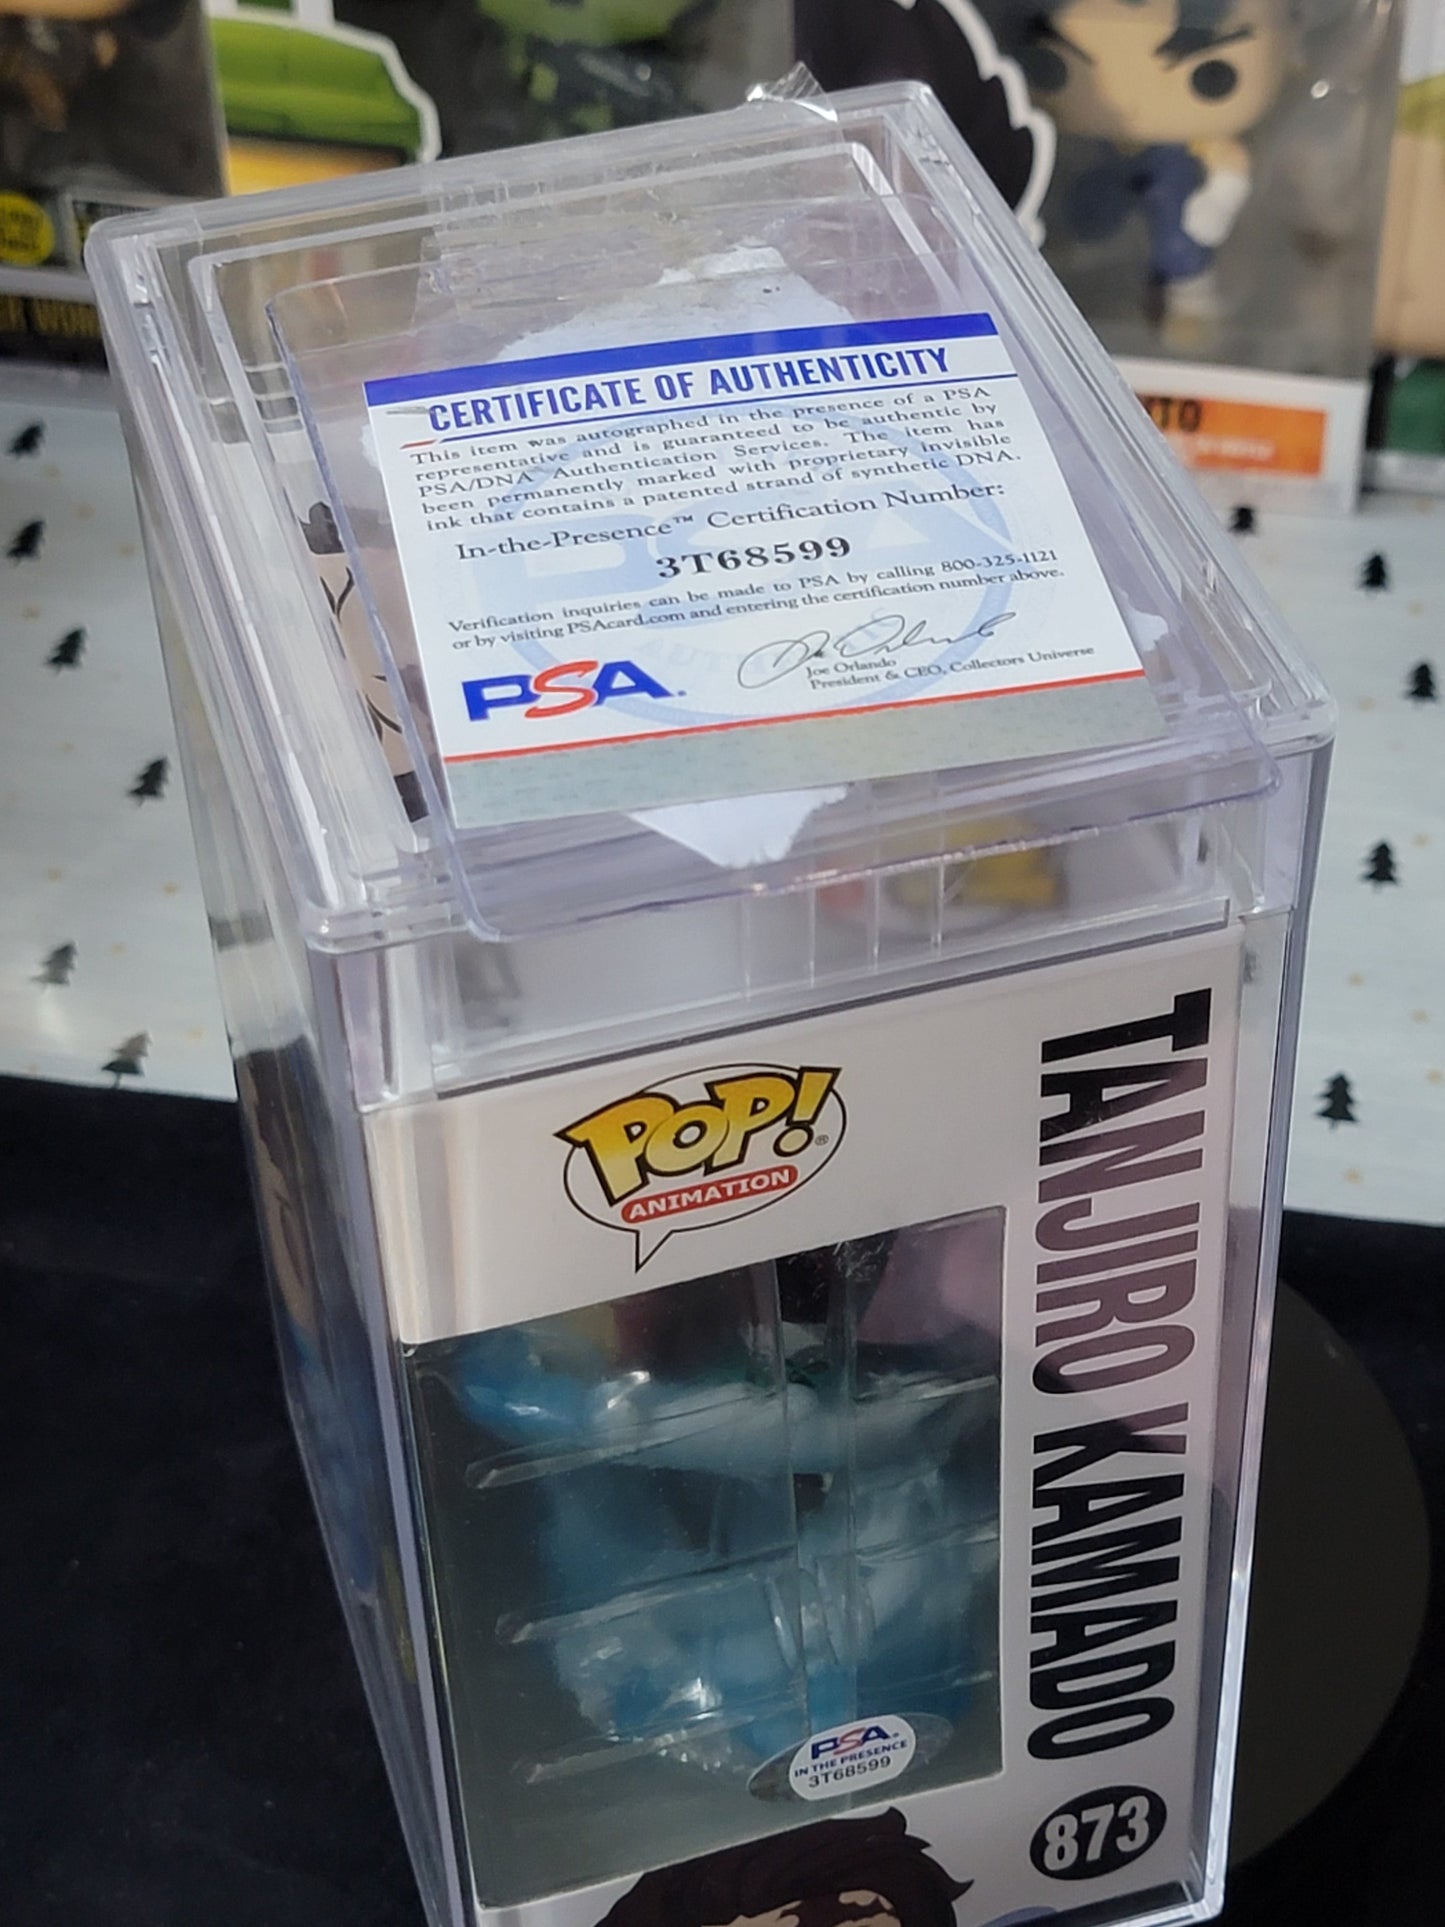 CERTIFICATE OF AUTHENTICITY
This item was autographed in the presence of a PSA
representative and is guaranteed to be authentic by
PSA/DNA Authentication Services. The item has
been permanently marked with proprietary invisible
ink that contains a patented strand of synthetic DNA.
In-the-Presence™ Certification Number:
3T68599
Verification inquiries can be made to PSA by calling 800-325-1121
or by visiting PSAcard.com and entering the certification number above.
PSA
Joe Orlando
President & CEO, Collectors Universe
POP!®
ANIMATION
TANJIRO KAMADO
873
PSA
IN THE PRESENCE
3T68599